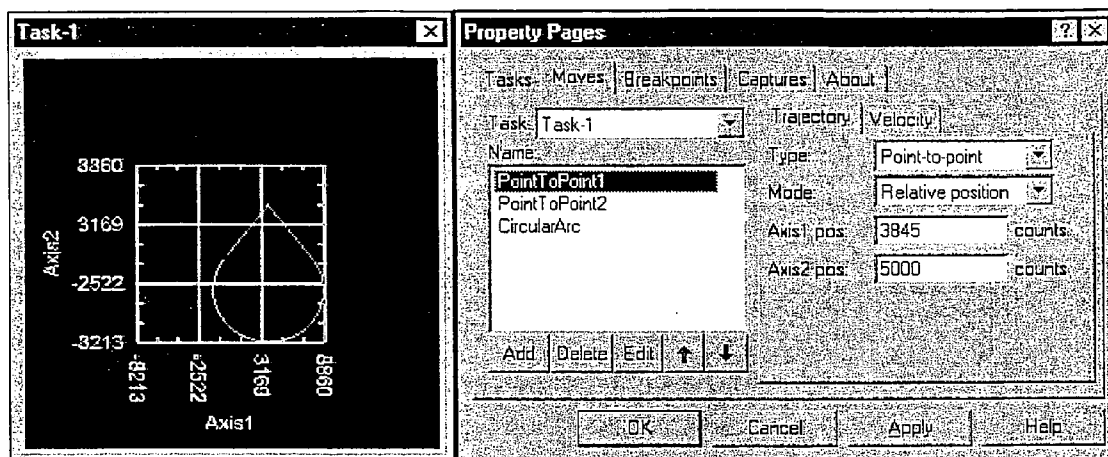 Task-1
3860
3169
-2522
-3213
Axis2
-8213
-2522
3169
8860
Axis1
Property Pages
Tasks Moves Breakpoints Captures About
Task: Task-1
Name:
PointToPoint1
PointToPoint2
CircularArc
Add Delete Edit
Trajectory Velocity
Type: Point-to-point
Mode: Relative position
Axis1 pos: 3845 counts
Axis2 pos: 5000 counts
OK Cancel Apply Help